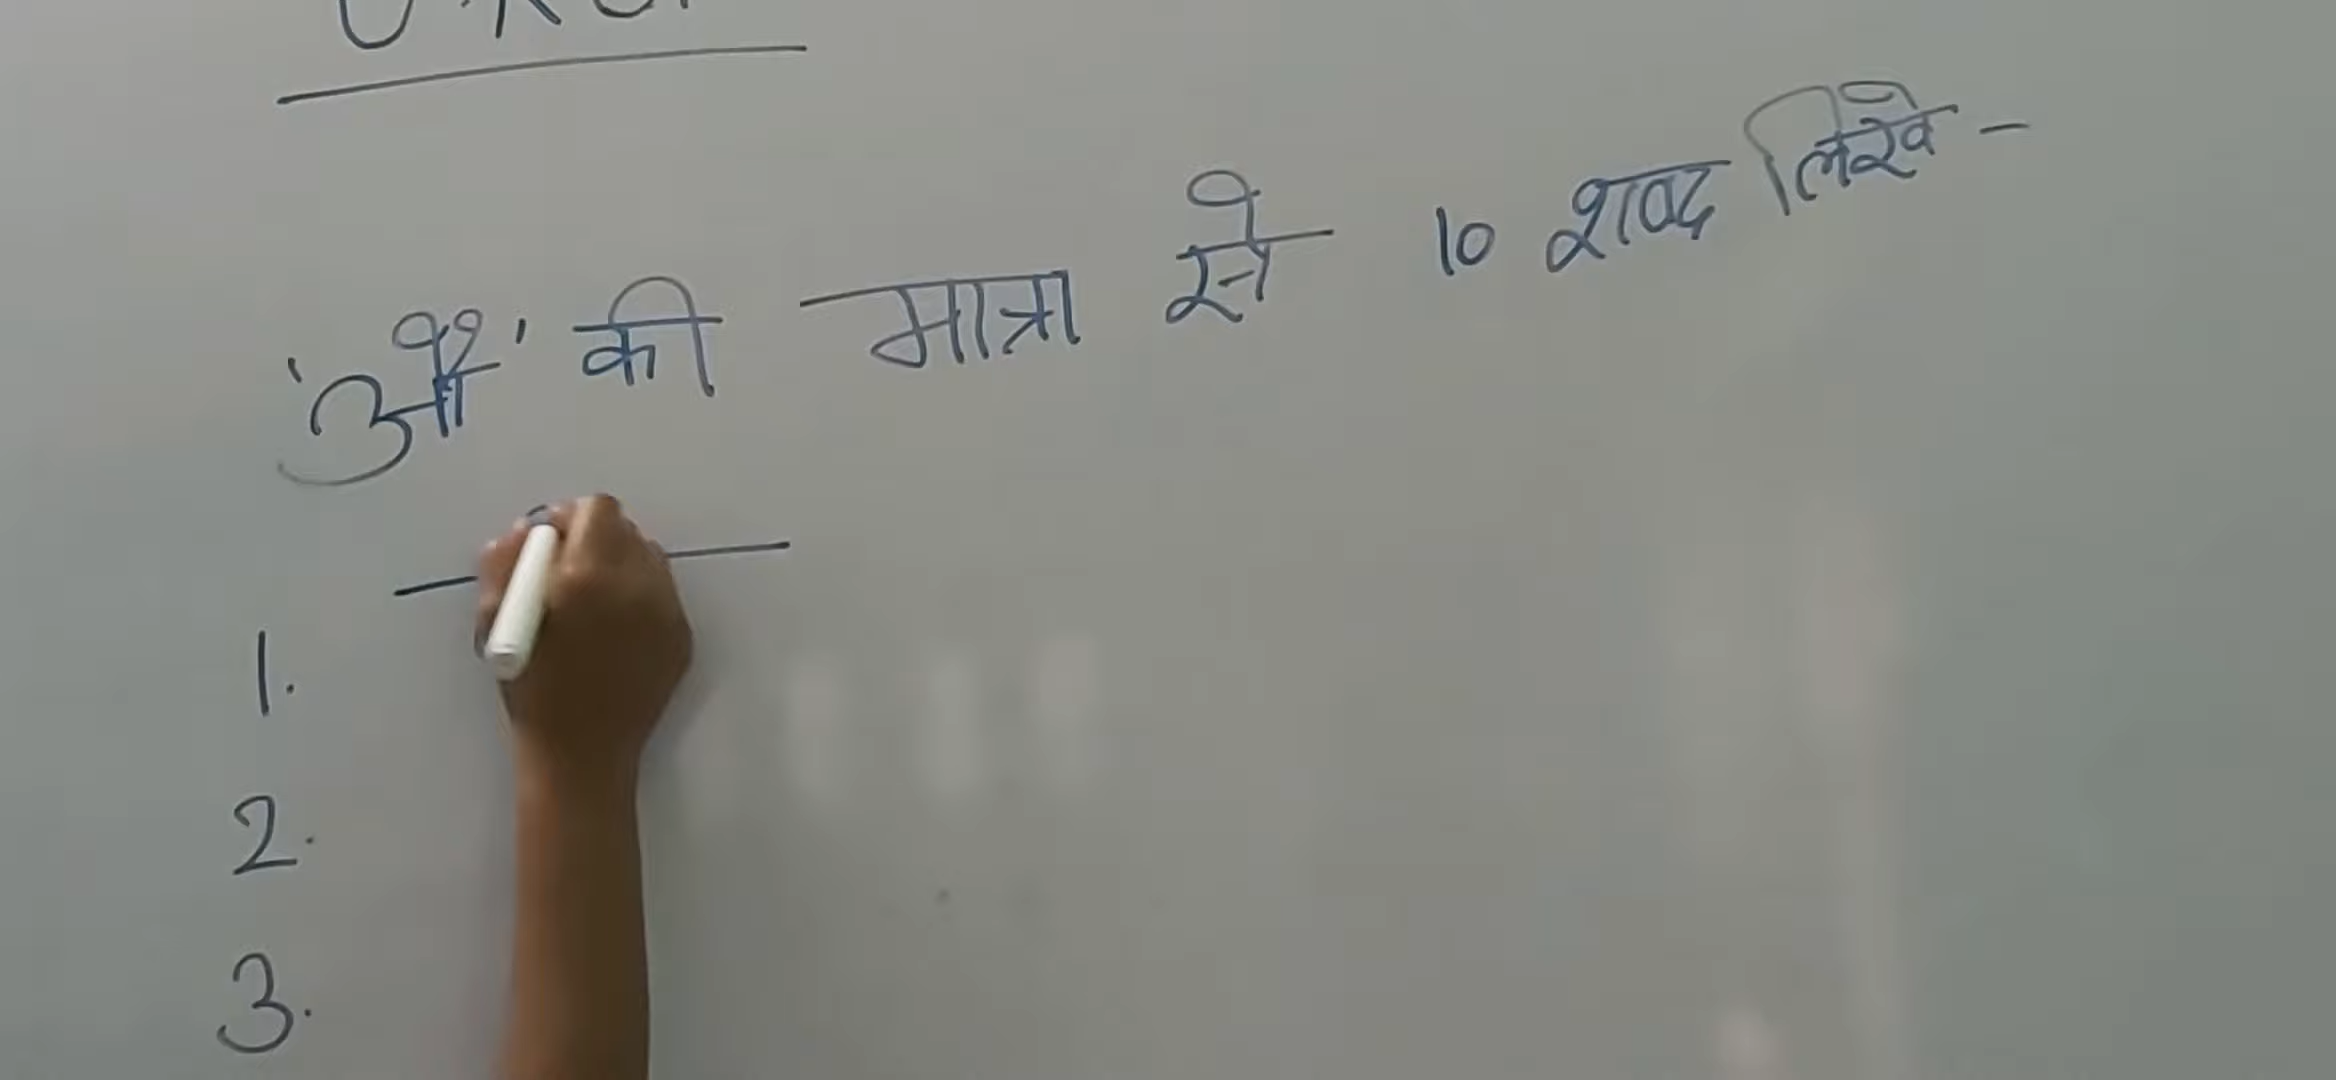 'औ' की मात्रा से 10 शब्द लिखे -
1.
2.
3.